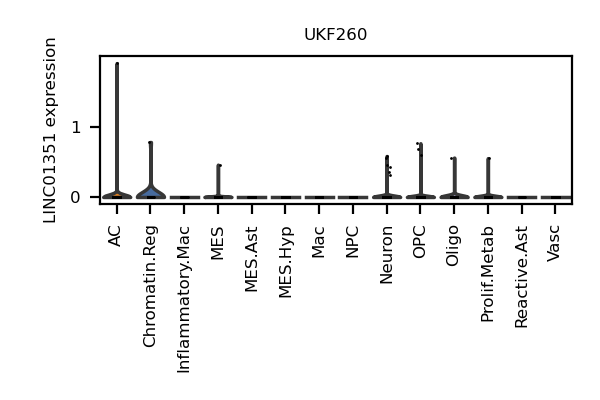 UKF260
LINC01351 expression
1
0
AC
Chromatin.Reg
Inflammatory.Mac
MES
MES.Ast
MES.Hyp
Mac
NPC
Neuron
OPC
Oligo
Prolif.Metab
Reactive.Ast
Vasc